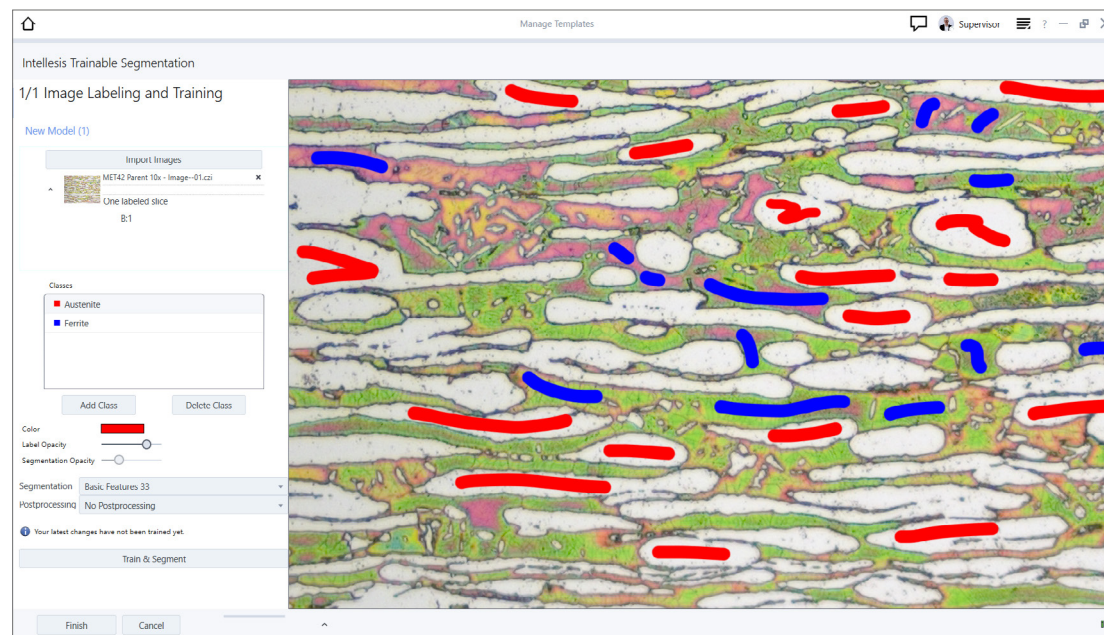 Manage Templates
Supervisor
?
Intellesis Trainable Segmentation
1/1 Image Labeling and Training
New Model (1)
Import Images
MET42 Parent 10x - Image--01.czi
One labeled slice
B:1
Classes
Austenite
Ferrite
Add Class Delete Class
Color
Label Opacity
Segmentation Opacity
Segmentation Basic Features 33
Postprocessing No Postprocessing
Your latest changes have not been trained yet.
Train & Segment
Finish Cancel